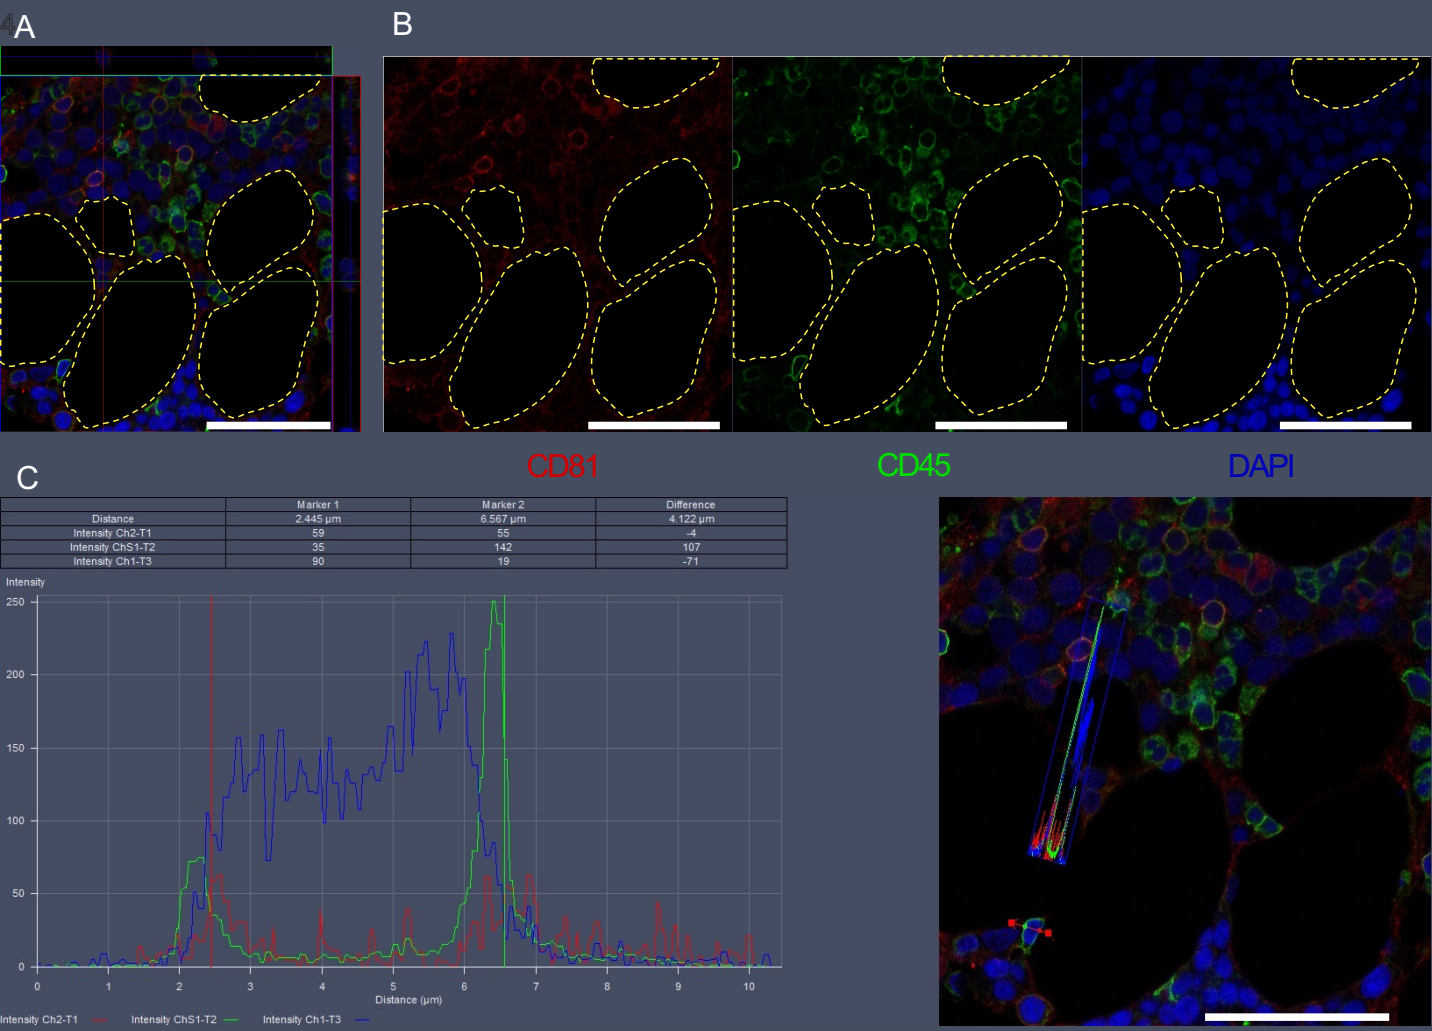 4
A
B
CD81
CD45
DAPI
C
Marker 1 Marker 2 Difference
Distance 2.445 µm 6.567 µm 4.122 µm
Intensity Ch2-T1 59 55 -4
Intensity ChS1-T2 35 142 107
Intensity Ch1-T3 90 19 -71
Intensity
250
200
150
100
50
0
0 1 2 3 4 5 6 7 8 9 10
Distance (µm)
Intensity Ch2-T1 Intensity ChS1-T2 Intensity Ch1-T3